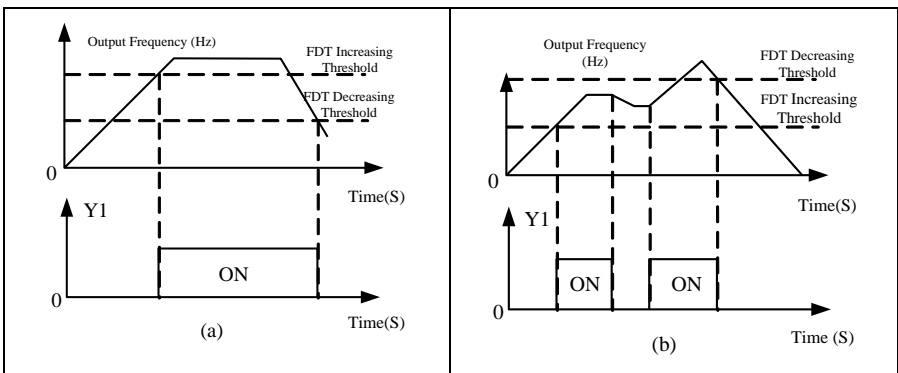 Output Frequency (Hz)
FDT Increasing
Threshold
FDT Decreasing
Threshold
0
Time(S)
Y1
ON
0
Time(S)
(a)
Output Frequency
(Hz)
FDT Decreasing
Threshold
FDT Increasing
Threshold
0
Time(S)
Y1
ON
ON
0
Time (S)
(b)